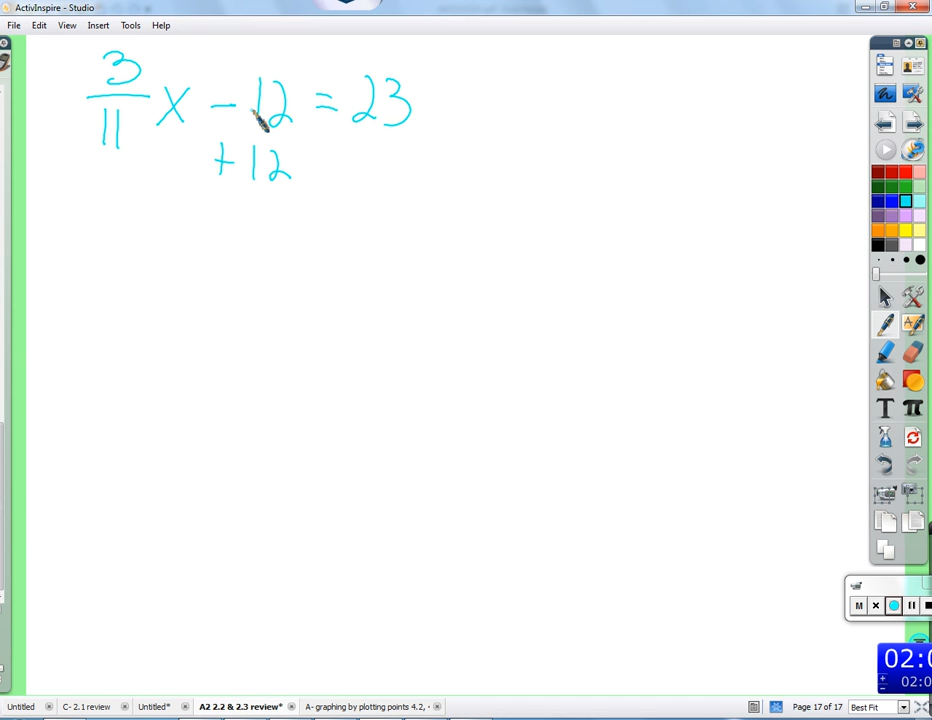 ActivInspire - Studio
File Edit View Insert Tools Help
3/11 x - 12 = 23
+ 12
M
02:
02:
Untitled C- 2.1 review Untitled* A2 2.2 & 2.3 review* A- graphing by plotting points 4.2, Page 17 of 17 Best Fit